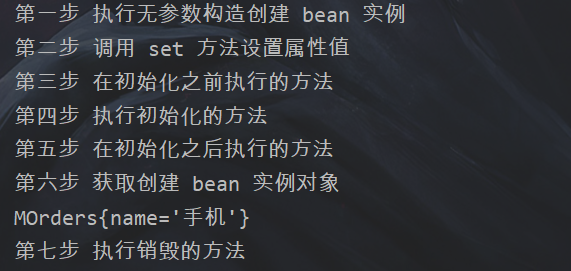 第一步 执行无参数构造创建 bean 实例
第二步 调用 set 方法设置属性值
第三步 在初始化之前执行的方法
第四步 执行初始化的方法
第五步 在初始化之后执行的方法
第六步 获取创建 bean 实例对象
MOrders{name='手机'}
第七步 执行销毁的方法